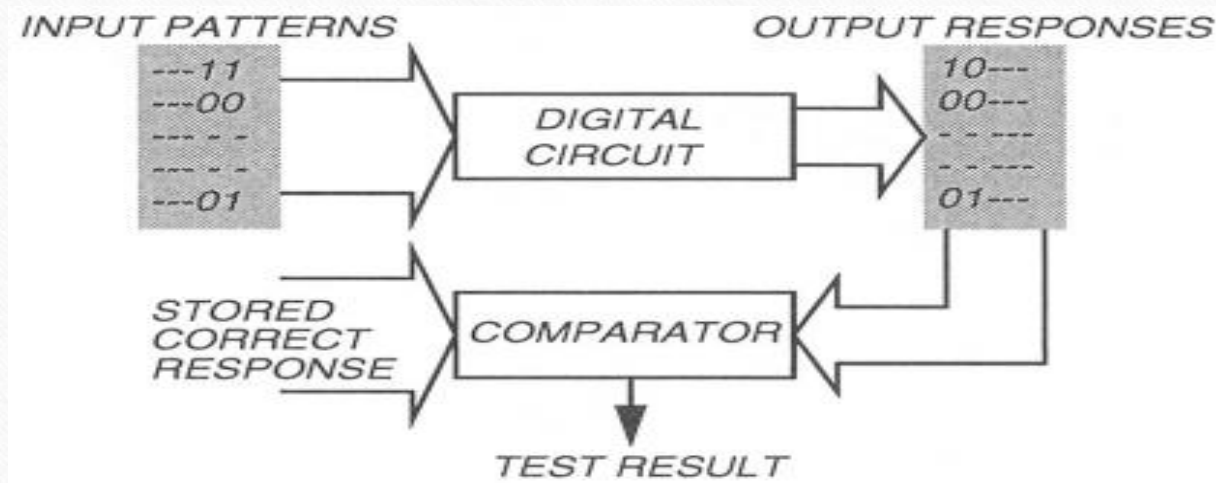 INPUT PATTERNS
---11
---00
--- - -
--- - -
---01
DIGITAL
CIRCUIT
OUTPUT RESPONSES
10---
00---
- - ---
- - ---
01---
STORED
CORRECT
RESPONSE
COMPARATOR
TEST RESULT